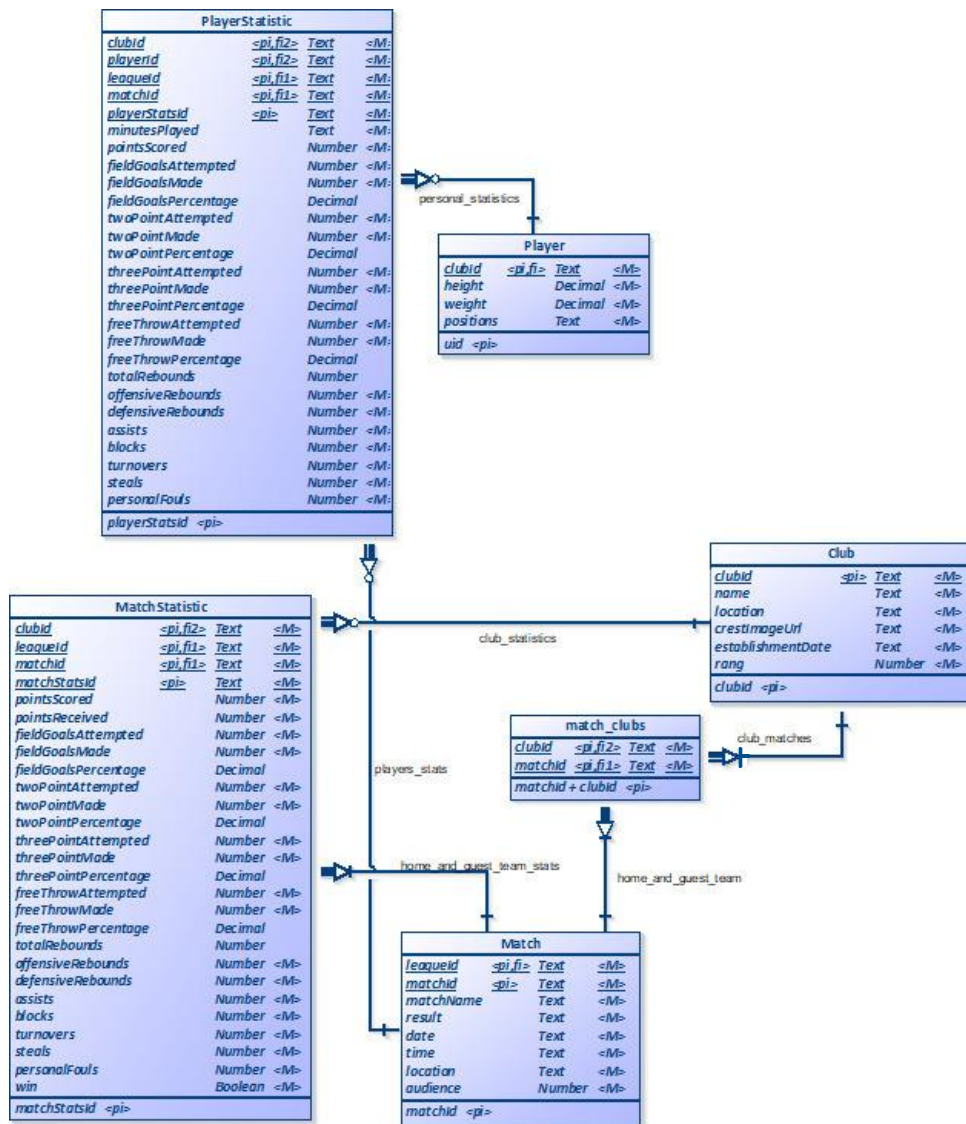 PlayerStatistic
clubId <pi,fi2> Text <M>
playerId <pi,fi2> Text <M>
leaqueId <pi,fi1> Text <M>
matchId <pi,fi1> Text <M>
playerStatsId <pi> Text <M>
minutesPlayed Text <M>
pointsScored Number <M>
fieldGoalsAttempted Number <M>
fieldGoalsMade Number <M>
fieldGoalsPercentage Decimal
twoPointAttempted Number <M>
twoPointMade Number <M>
twoPointPercentage Decimal
threePointAttempted Number <M>
threePointMade Number <M>
threePointPercentage Decimal
freeThrowAttempted Number <M>
freeThrowMade Number <M>
freeThrowPercentage Decimal
totalRebounds Number
offensiveRebounds Number <M>
defensiveRebounds Number <M>
assists Number <M>
blocks Number <M>
turnovers Number <M>
steals Number <M>
personalFouls Number <M>
playerStatsId <pi>
personal_statistics
Player
clubId <pi,fi> Text <M>
height Decimal <M>
weight Decimal <M>
positions Text <M>
uid <pi>
Club
clubId <pi> Text <M>
name Text <M>
location Text <M>
crestImageUrl Text <M>
establishmentDate Text <M>
rang Number <M>
clubId <pi>
club_statistics
MatchStatistic
clubId <pi,fi2> Text <M>
leaqueId <pi,fi1> Text <M>
matchId <pi,fi1> Text <M>
matchStatsId <pi> Text <M>
pointsScored Number <M>
pointsReceived Number <M>
fieldGoalsAttempted Number <M>
fieldGoalsMade Number <M>
fieldGoalsPercentage Decimal
twoPointAttempted Number <M>
twoPointMade Number <M>
twoPointPercentage Decimal
threePointAttempted Number <M>
threePointMade Number <M>
threePointPercentage Decimal
freeThrowAttempted Number <M>
freeThrowMade Number <M>
freeThrowPercentage Decimal
totalRebounds Number
offensiveRebounds Number <M>
defensiveRebounds Number <M>
assists Number <M>
blocks Number <M>
turnovers Number <M>
steals Number <M>
personalFouls Number <M>
win Boolean <M>
matchStatsId <pi>
players_stats
match_clubs
clubId <pi,fi2> Text <M>
matchId <pi,fi1> Text <M>
matchId + clubId <pi>
club_matches
home_and_guest_team_stats
home_and_guest_team
Match
leaqueId <pi,fi> Text <M>
matchId <pi> Text <M>
matchName Text <M>
result Text <M>
date Text <M>
time Text <M>
location Text <M>
audience Number <M>
matchId <pi>